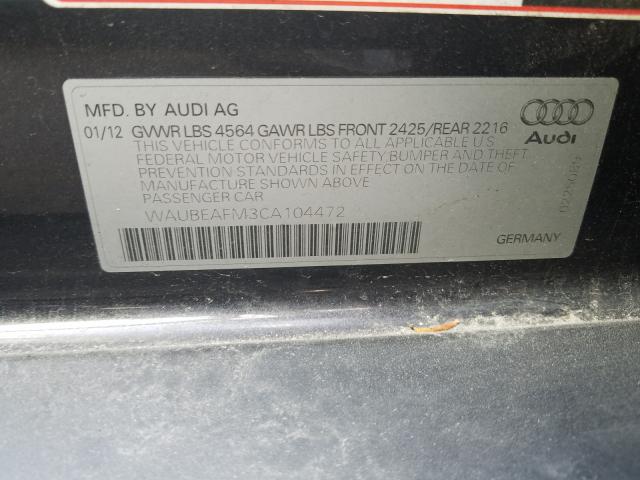 MFD. BY AUDI AG
01/12 GVWR LBS 4564 GAWR LBS FRONT 2425/REAR 2216
THIS VEHICLE CONFORMS TO ALL APPLICABLE U.S
FEDERAL MOTOR VEHICLE SAFETY,BUMPER AND THEFT
PREVENTION STANDARDS IN EFFECT ON THE DATE OF
MANUFACTURE SHOWN ABOVE
PASSENGER CAR
WAUBEAFM3CA104472
GERMANY
Audi